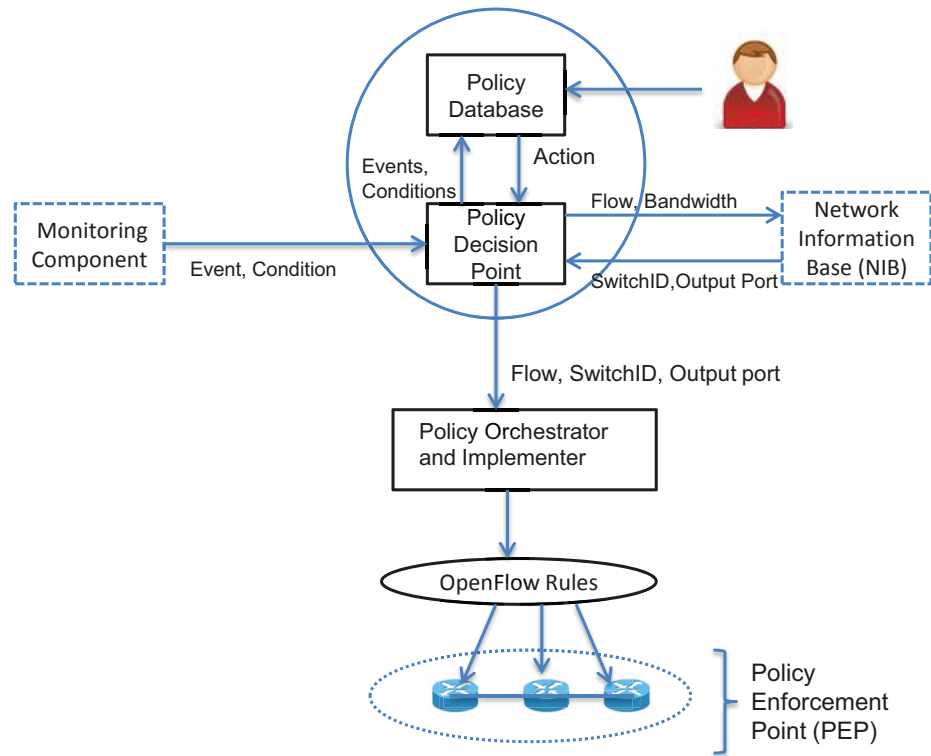 Policy
Database
Events,
Conditions
Action
Monitoring
Component
Event, Condition
Policy
Decision
Point
Flow, Bandwidth
SwitchID,Output Port
Network
Information
Base (NIB)
Flow, SwitchID, Output port
Policy Orchestrator
and Implementer
OpenFlow Rules
Policy
Enforcement
Point (PEP)